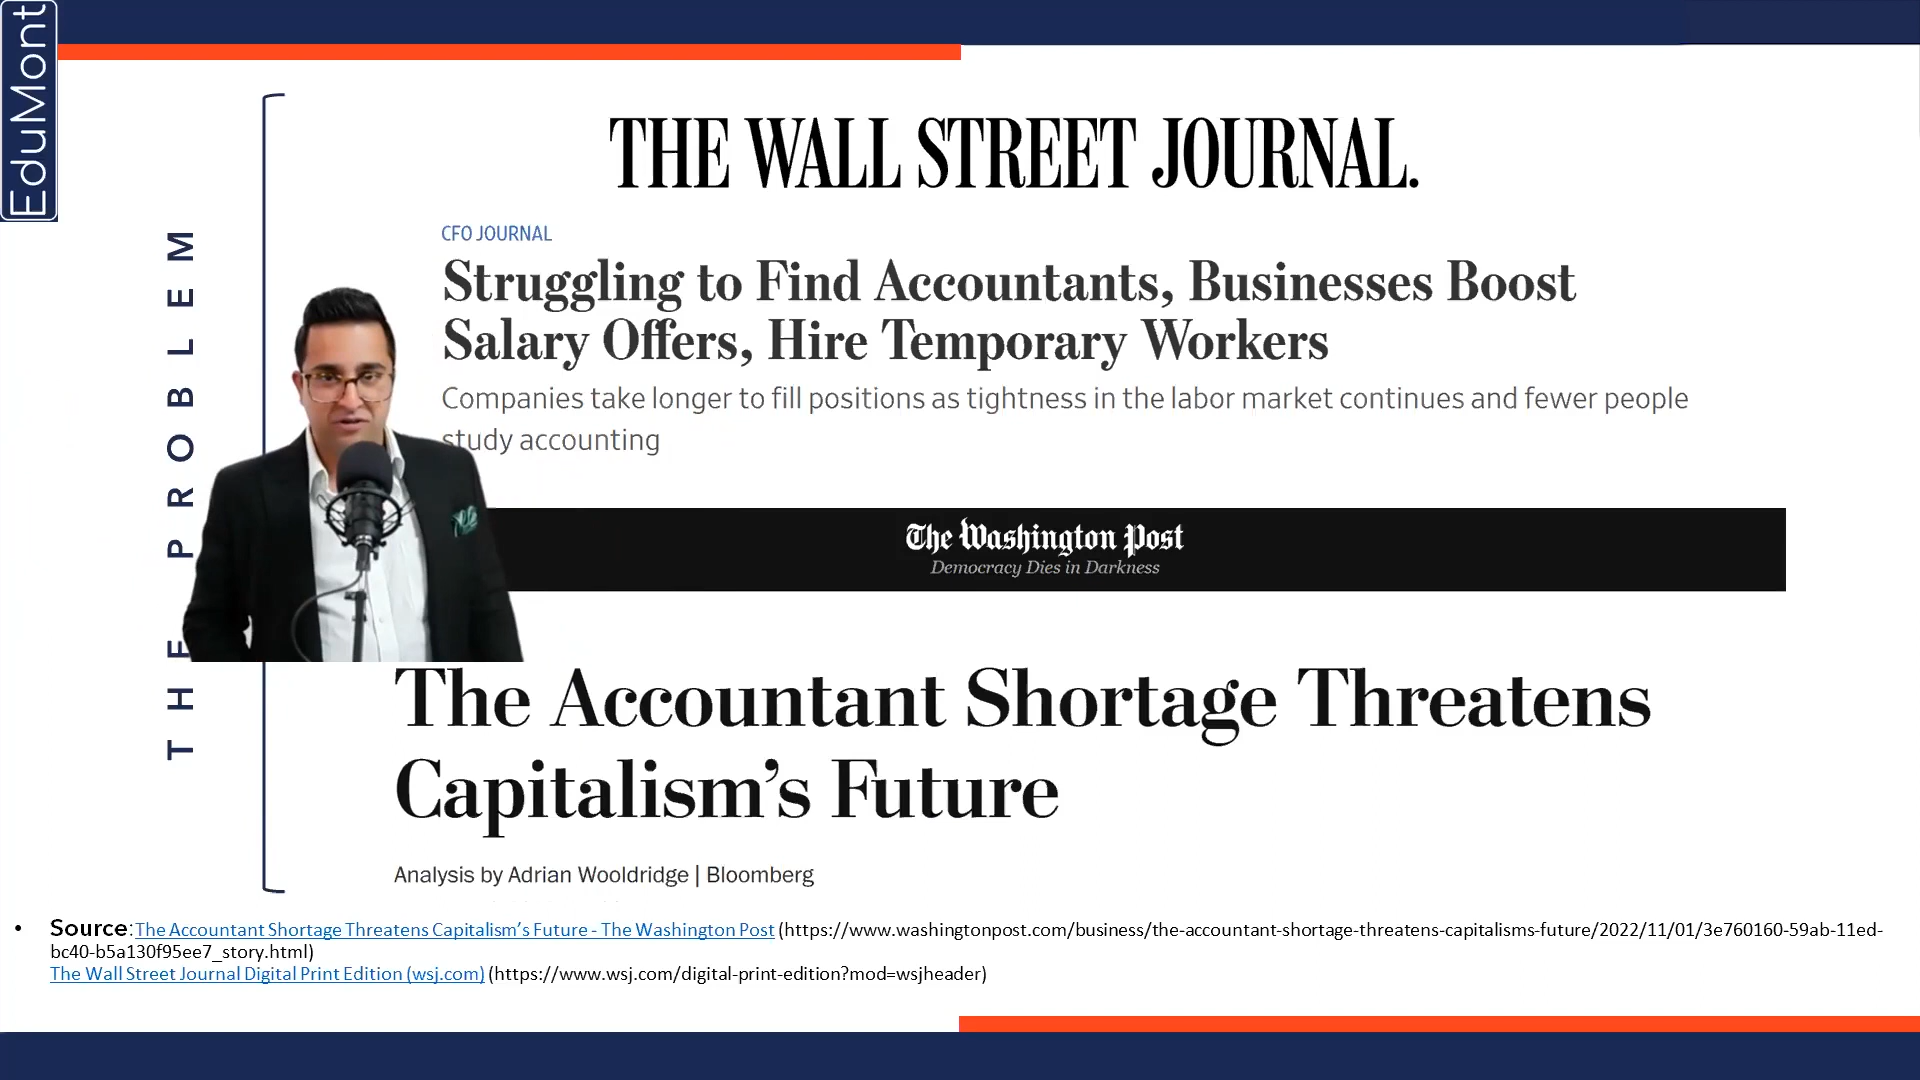 EduMont
THE PROBLEM
THE WALL STREET JOURNAL.
CFO JOURNAL
Struggling to Find Accountants, Businesses Boost
Salary Offers, Hire Temporary Workers
Companies take longer to fill positions as tightness in the labor market continues and fewer people
study accounting
The Washington Post
Democracy Dies in Darkness
The Accountant Shortage Threatens
Capitalism’s Future
Analysis by Adrian Wooldridge | Bloomberg
• Source:The Accountant Shortage Threatens Capitalism’s Future - The Washington Post (https://www.washingtonpost.com/business/the-accountant-shortage-threatens-capitalisms-future/2022/11/01/3e760160-59ab-11ed-
bc40-b5a130f95ee7_story.html)
The Wall Street Journal Digital Print Edition (wsj.com) (https://www.wsj.com/digital-print-edition?mod=wsjheader)